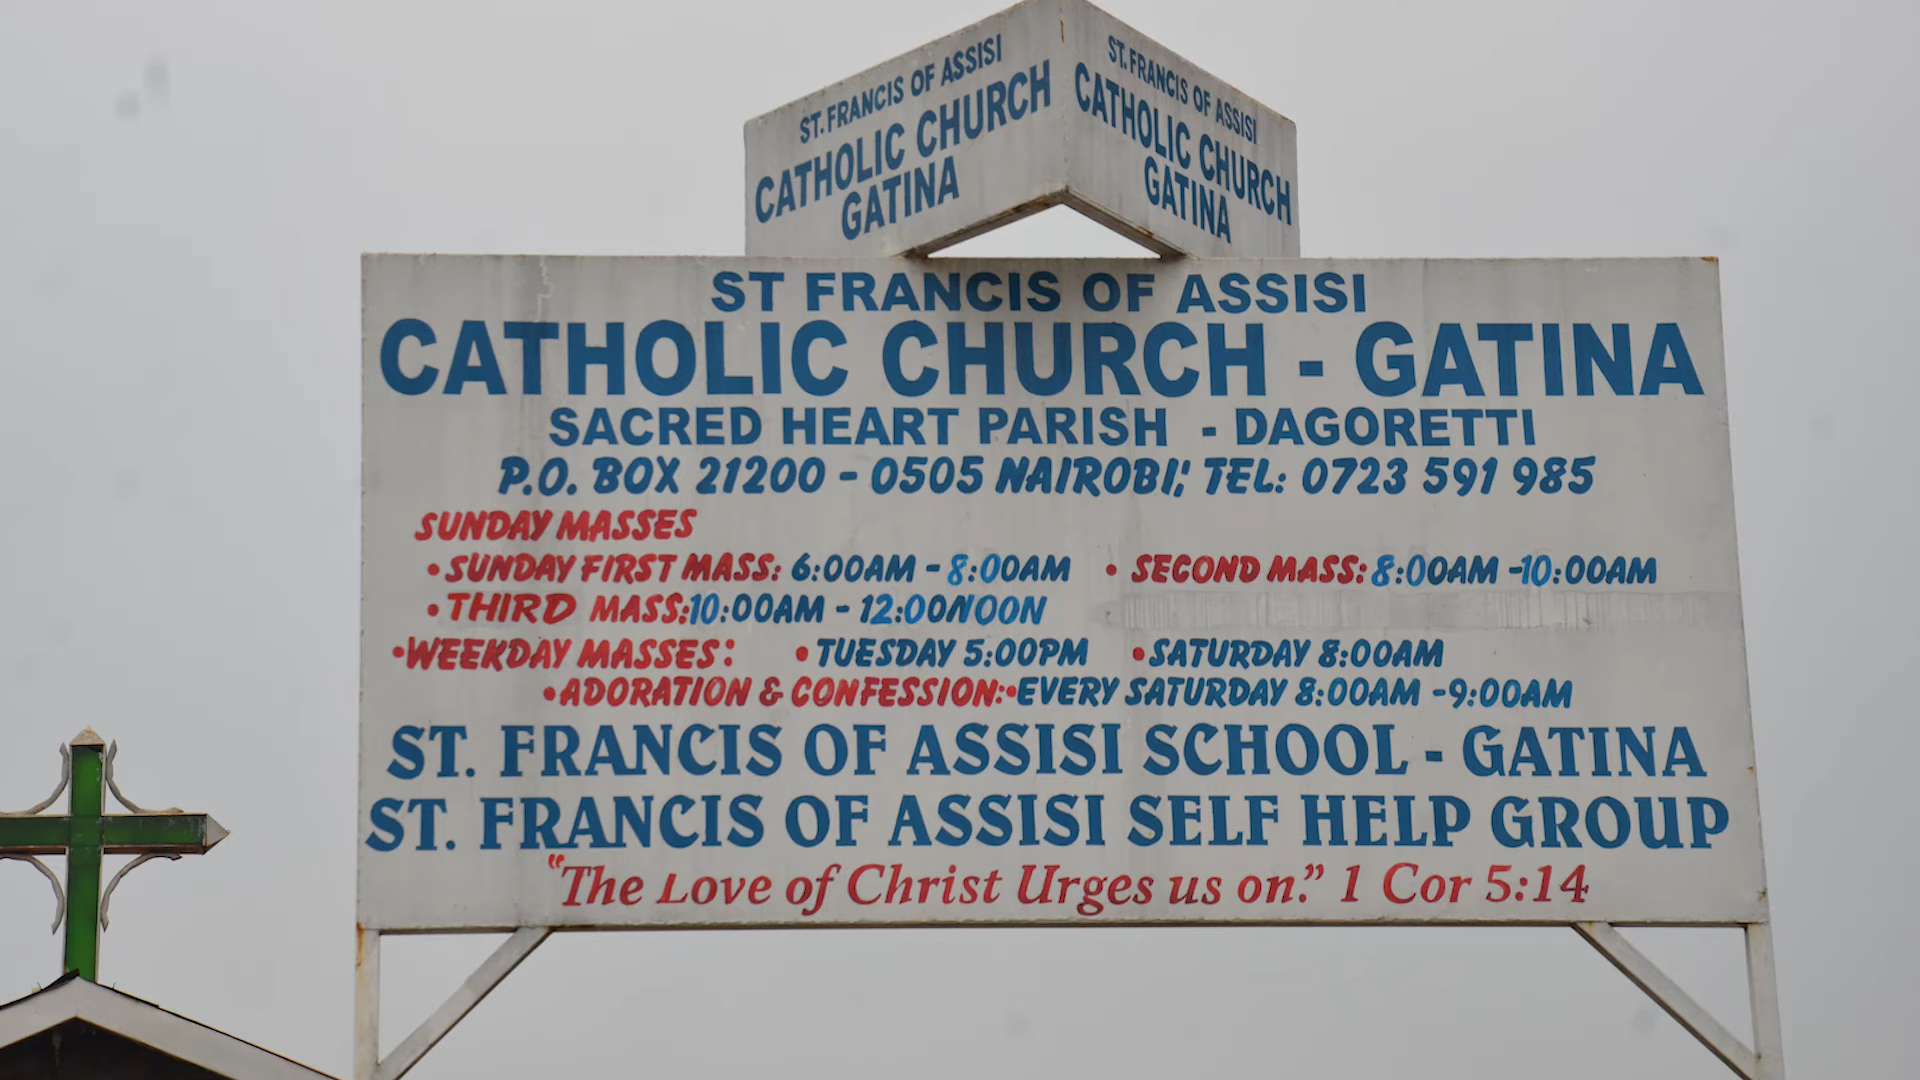 ST. FRANCIS OF ASSISI
CATHOLIC CHURCH
GATINA
ST. FRANCIS OF ASSISI
CATHOLIC CHURCH
GATINA
ST FRANCIS OF ASSISI
CATHOLIC CHURCH - GATINA
SACRED HEART PARISH - DAGORETTI
P.O. BOX 21200 - 0505 NAIROBI; TEL: 0723 591 985
SUNDAY MASSES
• SUNDAY FIRST MASS: 6:00AM - 8:00AM • SECOND MASS: 8:00AM -10:00AM
• THIRD MASS:10:00AM - 12:00NOON
•WEEKDAY MASSES: • TUESDAY 5:00PM •SATURDAY 8:00AM
•ADORATION & CONFESSION:•EVERY SATURDAY 8:00AM -9:00AM
ST. FRANCIS OF ASSISI SCHOOL - GATINA
ST. FRANCIS OF ASSISI SELF HELP GROUP
"The Love of Christ Urges us on." 1 Cor 5:14